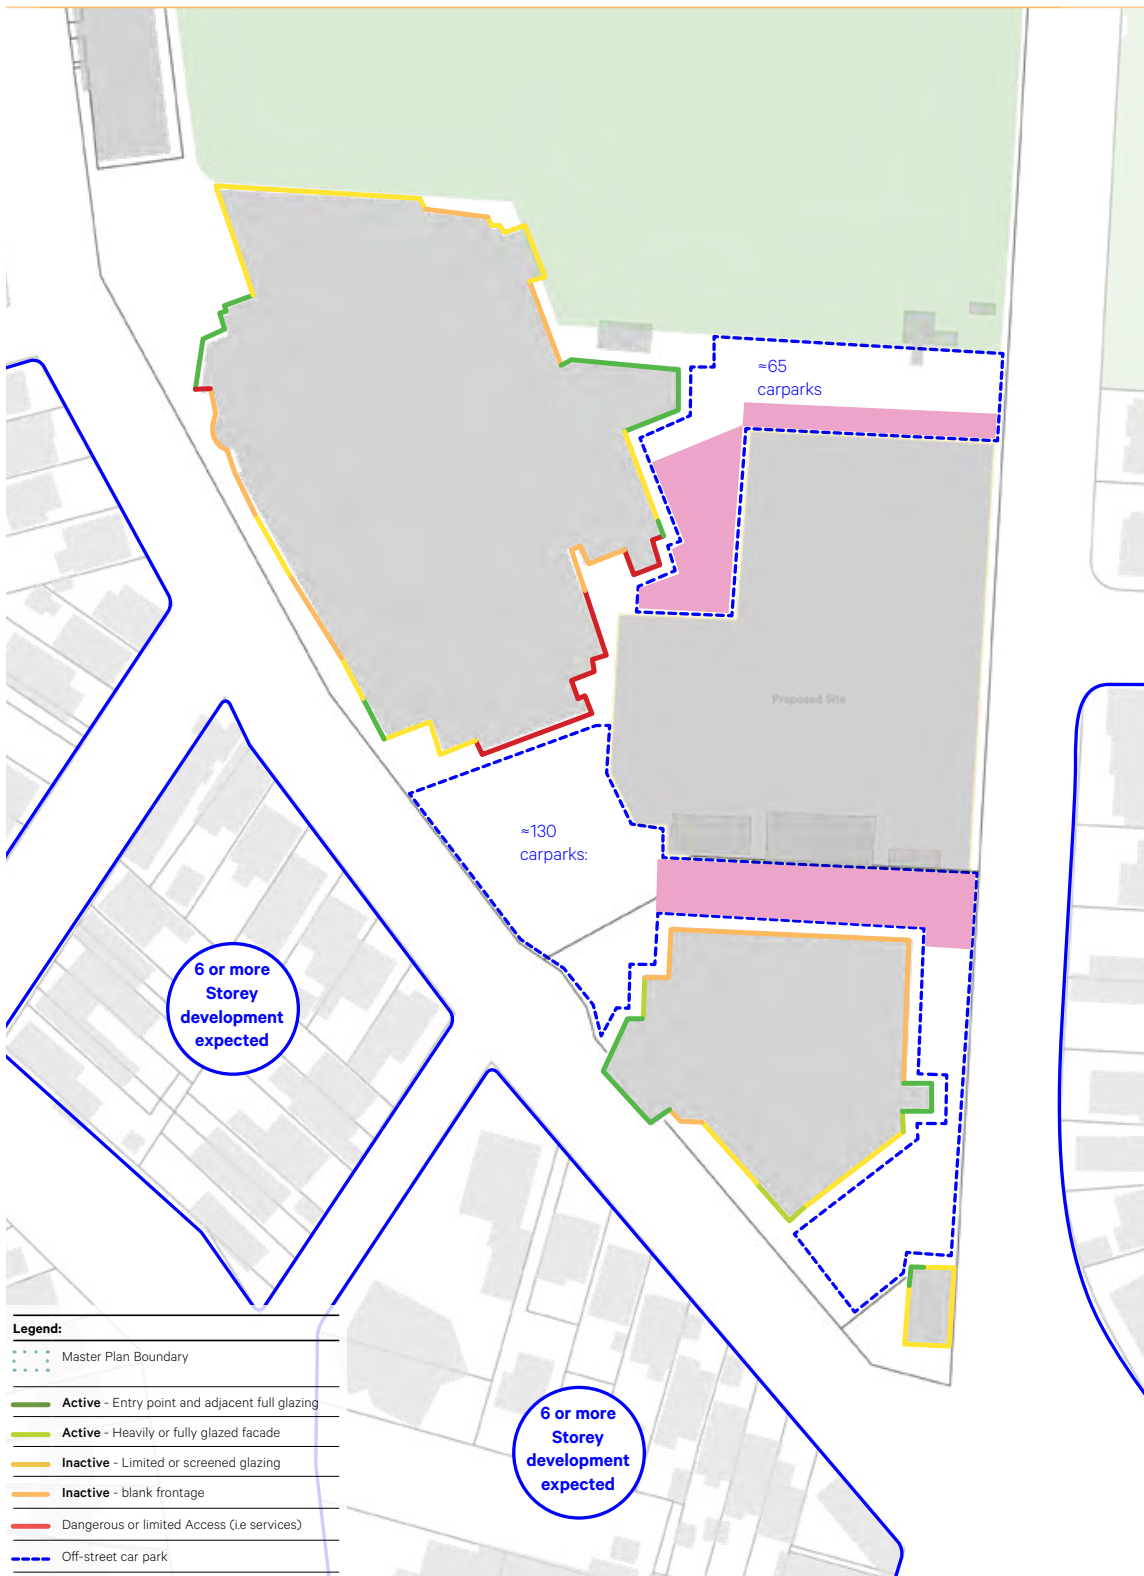 ≈65
carparks
Proposed Site
≈130
carparks:
6 or more
Storey
development
expected
6 or more
Storey
development
expected
Legend:
Master Plan Boundary
Active - Entry point and adjacent full glazing
Active - Heavily or fully glazed facade
Inactive - Limited or screened glazing
Inactive - blank frontage
Dangerous or limited Access (i.e services)
Off-street car park